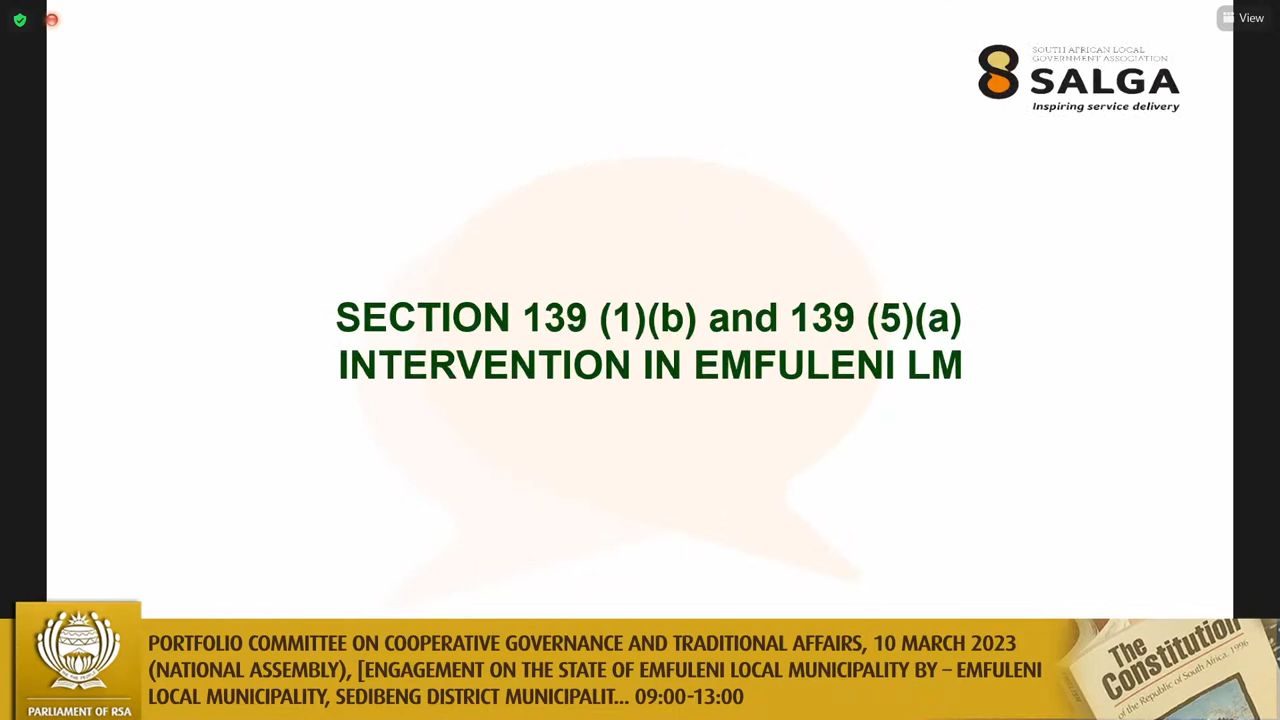 View
SOUTH AFRICAN LOCAL
GOVERNMENT ASSOCIATION
SALGA
Inspiring service delivery
SECTION 139 (1)(b) and 139 (5)(a)
INTERVENTION IN EMFULENI LM
PORTFOLIO COMMITTEE ON COOPERATIVE GOVERNANCE AND TRADITIONAL AFFAIRS, 10 MARCH 2023
(NATIONAL ASSEMBLY), [ENGAGEMENT ON THE STATE OF EMFULENI LOCAL MUNICIPALITY BY – EMFULENI
LOCAL MUNICIPALITY, SEDIBENG DISTRICT MUNICIPALIT... 09:00-13:00
PARLIAMENT OF RSA
The
Constitution
of the Republic of South Africa, 1996